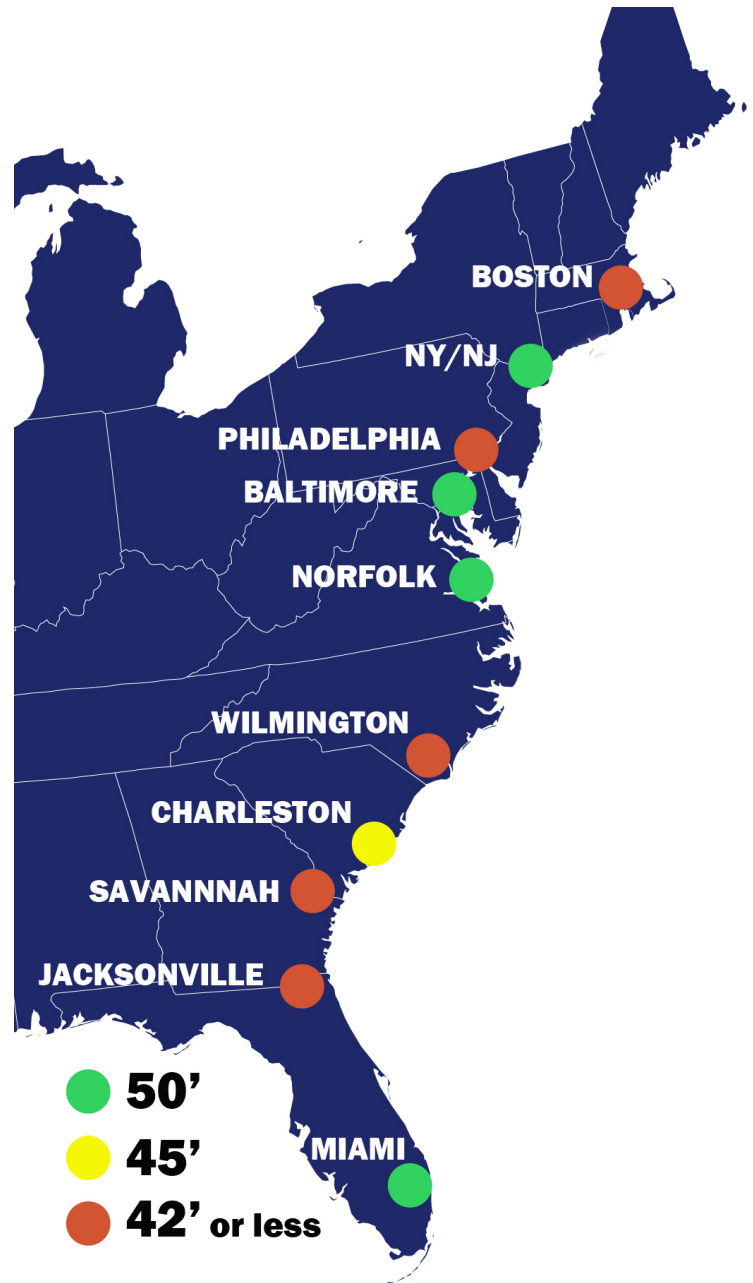 BOSTON
NY/NJ
PHILADELPHIA
BALTIMORE
NORFOLK
WILMINGTON
CHARLESTON
SAVANNNAH
JACKSONVILLE
MIAMI
50’
45’
42’ or less